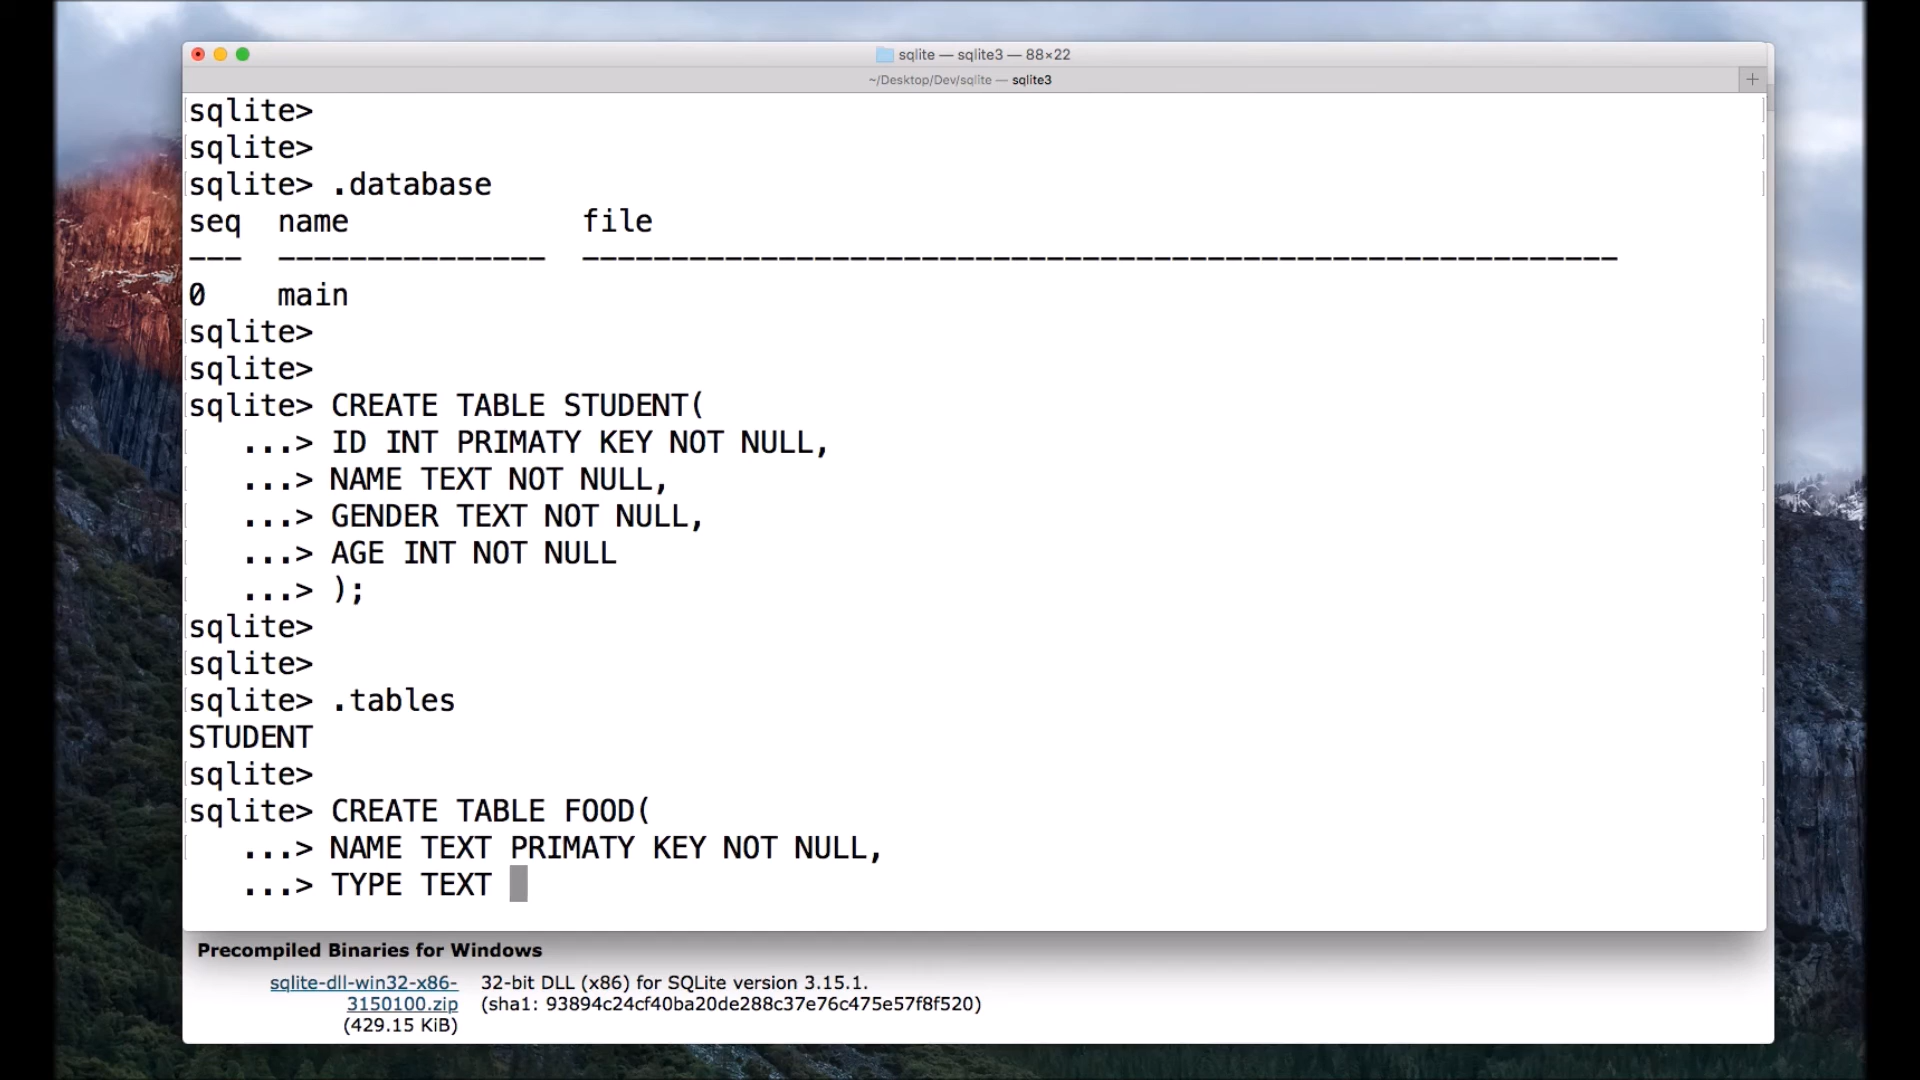 sqlite — sqlite3 — 88×22
~/Desktop/Dev/sqlite — sqlite3
sqlite>
sqlite>
sqlite> .database
seq  name             file
---  ---------------  ----------------------------------------------------------
0    main
sqlite>
sqlite>
sqlite> CREATE TABLE STUDENT(
   ...> ID INT PRIMATY KEY NOT NULL,
   ...> NAME TEXT NOT NULL,
   ...> GENDER TEXT NOT NULL,
   ...> AGE INT NOT NULL
   ...> );
sqlite>
sqlite>
sqlite> .tables
STUDENT
sqlite>
sqlite> CREATE TABLE FOOD(
   ...> NAME TEXT PRIMATY KEY NOT NULL,
   ...> TYPE TEXT
Precompiled Binaries for Windows
sqlite-dll-win32-x86- 32-bit DLL (x86) for SQLite version 3.15.1.
3150100.zip (sha1: 93894c24cf40ba20de288c37e76c475e57f8f520)
(429.15 KiB)